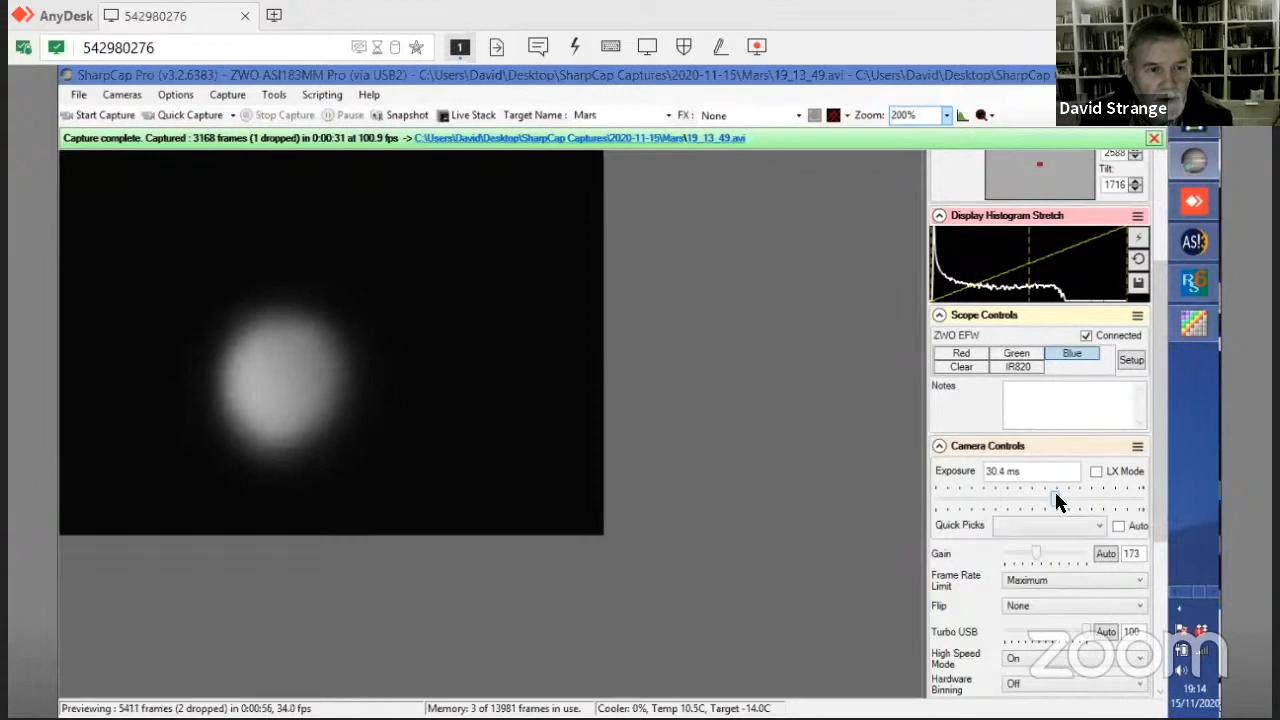 AnyDesk
542980276
542980276
1
David Strange
SharpCap Pro (v3.2.6383) - ZWO ASI183MM Pro (via USB2) - C:\Users\David\Desktop\SharpCap Captures\2020-11-15\Mars\19_13_49.avi - C:\Users\David\Desktop\SharpCap Captures\2020-11-15
File Cameras Options Capture Tools Scripting Help
Start Capture Quick Capture Stop Capture Pause Snapshot Live Stack Target Name : Mars FX : None Zoom: 200%
Capture complete. Captured : 3168 frames (1 dropped) in 0:00:31 at 100.9 fps -> C:\Users\David\Desktop\SharpCap Captures\2020-11-15\Mars\19_13_49.avi
2588
Tilt:
1716
Display Histogram Stretch
Scope Controls
ZWO EFW Connected
Red Green Blue Setup
Clear IR820
Notes
Camera Controls
Exposure 30.4 ms LX Mode
Quick Picks Auto
Gain Auto 173
Frame Rate Limit Maximum
Flip None
Turbo USB Auto 100
High Speed Mode On
Hardware Binning Off
AS!3
RS6
zoom
19:14
15/11/2020
Previewing : 5411 frames (2 dropped) in 0:00:56, 34.0 fps Memory: 3 of 13981 frames in use. Cooler: 0%, Temp 10.5C, Target -14.0C